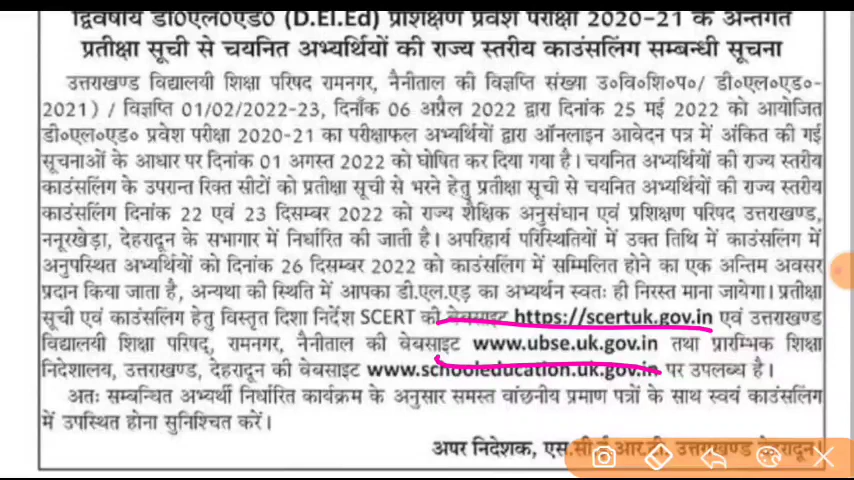 द्विवर्षीय डी०एल०एड० (D.El.Ed) प्रशिक्षण प्रवेश परीक्षा 2020-21 के अन्तर्गत
प्रतीक्षा सूची से चयनित अभ्यर्थियों की राज्य स्तरीय काउंसलिंग सम्बन्धी सूचना
उत्तराखण्ड विद्यालयी शिक्षा परिषद रामनगर, नैनीताल की विज्ञप्ति संख्या उ०वि०शि०प०/ डी०एल०एड०-
2021) / विज्ञप्ति 01/02/2022-23, दिनाँक 06 अप्रैल 2022 द्वारा दिनांक 25 मई 2022 को आयोजित
डी०एल०एड० प्रवेश परीक्षा 2020-21 का परीक्षाफल अभ्यर्थियों द्वारा ऑनलाइन आवेदन पत्र में अंकित की गई
सूचनाओं के आधार पर दिनांक 01 अगस्त 2022 को घोषित कर दिया गया है। चयनित अभ्यर्थियों की राज्य स्तरीय
काउंसलिंग के उपरान्त रिक्त सीटों को प्रतीक्षा सूची से भरने हेतु प्रतीक्षा सूची से चयनित अभ्यर्थियों की राज्य स्तरीय
काउंसलिंग दिनांक 22 एवं 23 दिसम्बर 2022 को राज्य शैक्षिक अनुसंधान एवं प्रशिक्षण परिषद उत्तराखण्ड,
ननूरखेड़ा, देहरादून के सभागार में निर्धारित की जाती है। अपरिहार्य परिस्थितियों में उक्त तिथि में काउंसलिंग में
अनुपस्थित अभ्यर्थियों को दिनांक 26 दिसम्बर 2022 को काउंसलिंग में सम्मिलित होने का एक अन्तिम अवसर
प्रदान किया जाता है, अन्यथा की स्थिति में आपका डी.एल.एड़ का अभ्यर्थन स्वतः ही निरस्त माना जायेगा। प्रतीक्षा
सूची एवं काउंसलिंग हेतु विस्तृत दिशा निर्देश SCERT की वेबसाइट https://scertuk.gov.in एवं उत्तराखण्ड
विद्यालयी शिक्षा परिषद्, रामनगर, नैनीताल की वेबसाइट www.ubse.uk.gov.in तथा प्रारम्भिक शिक्षा
निदेशालय, उत्तराखण्ड, देहरादून की वेबसाइट www.schooleducation.uk.gov.in पर उपलब्ध है।
अतः सम्बन्धित अभ्यर्थी निर्धारित कार्यक्रम के अनुसार समस्त वांछनीय प्रमाण पत्रों के साथ स्वयं काउंसलिंग
में उपस्थित होना सुनिश्चित करें।
अपर निदेशक, एस.सी.ई.आर.टी. उत्तराखण्ड देहरादून।